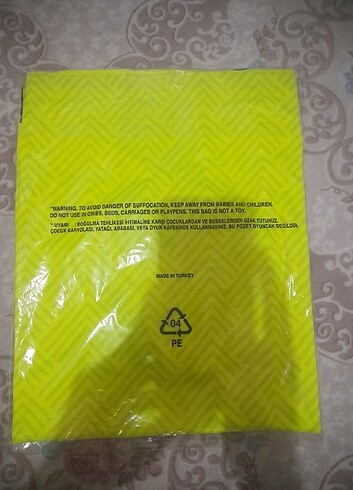 "WARNING: TO AVOID DANGER OF SUFFOCATION, KEEP AWAY FROM BABIES AND CHILDREN.
DO NOT USE IN CRIBS, BEDS, CARRIAGES OR PLAYPENS. THIS BAG IS NOT A TOY.
" UYARI : BOĞULMA TEHLİKESİ İHTİMALİNE KARŞI ÇOCUKLARDAN VE BEBEKLERDEN UZAK TUTUNUZ.
ÇOCUK KARYOLASI, YATAĞI, ARABASI, VEYA OYUN KAFESİNDE KULLANMAYINIZ. BU POŞET OYUNCAK DEĞİLDİR.
MADE IN TURKEY
04
PE